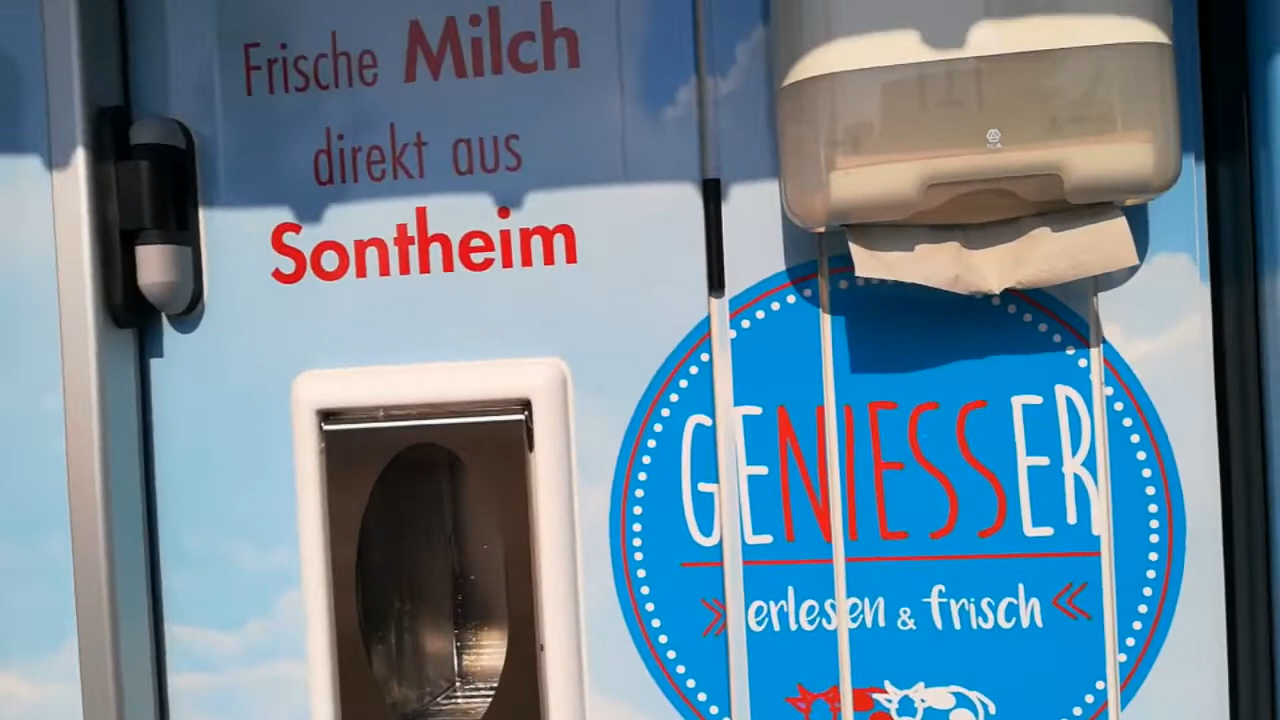 Frische Milch
direkt aus
Sontheim
GENIESSER
» erlesen & frisch «